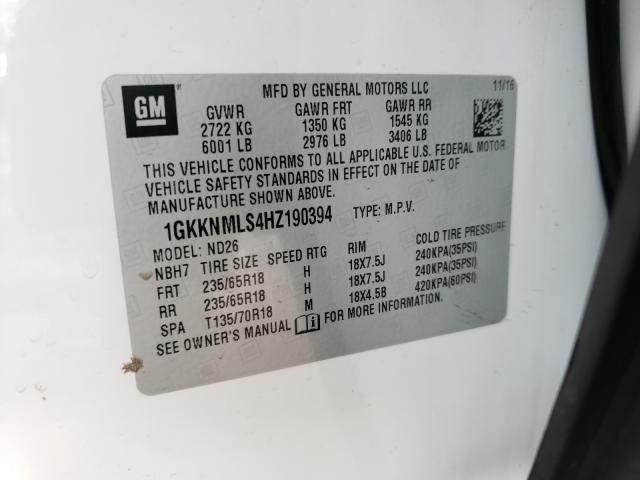 GM
MFD BY GENERAL MOTORS LLC 11/16
GVWR GAWR FRT GAWR RR
2722 KG 1350 KG 1545 KG
6001 LB 2976 LB 3406 LB
THIS VEHICLE CONFORMS TO ALL APPLICABLE U.S. FEDERAL MOTOR
VEHICLE SAFETY STANDARDS IN EFFECT ON THE DATE OF
MANUFACTURE SHOWN ABOVE.
1GKKNMLS4HZ190394 TYPE: M.P.V.
MODEL: ND26
NBH7 TIRE SIZE SPEED RTG RIM COLD TIRE PRESSURE
FRT 235/65R18 H 18X7.5J 240KPA(35PSI)
RR 235/65R18 H 18X7.5J 240KPA(35PSI)
SPA T135/70R18 M 18X4.5B 420KPA(60PSI)
SEE OWNER'S MANUAL FOR MORE INFORMATION.